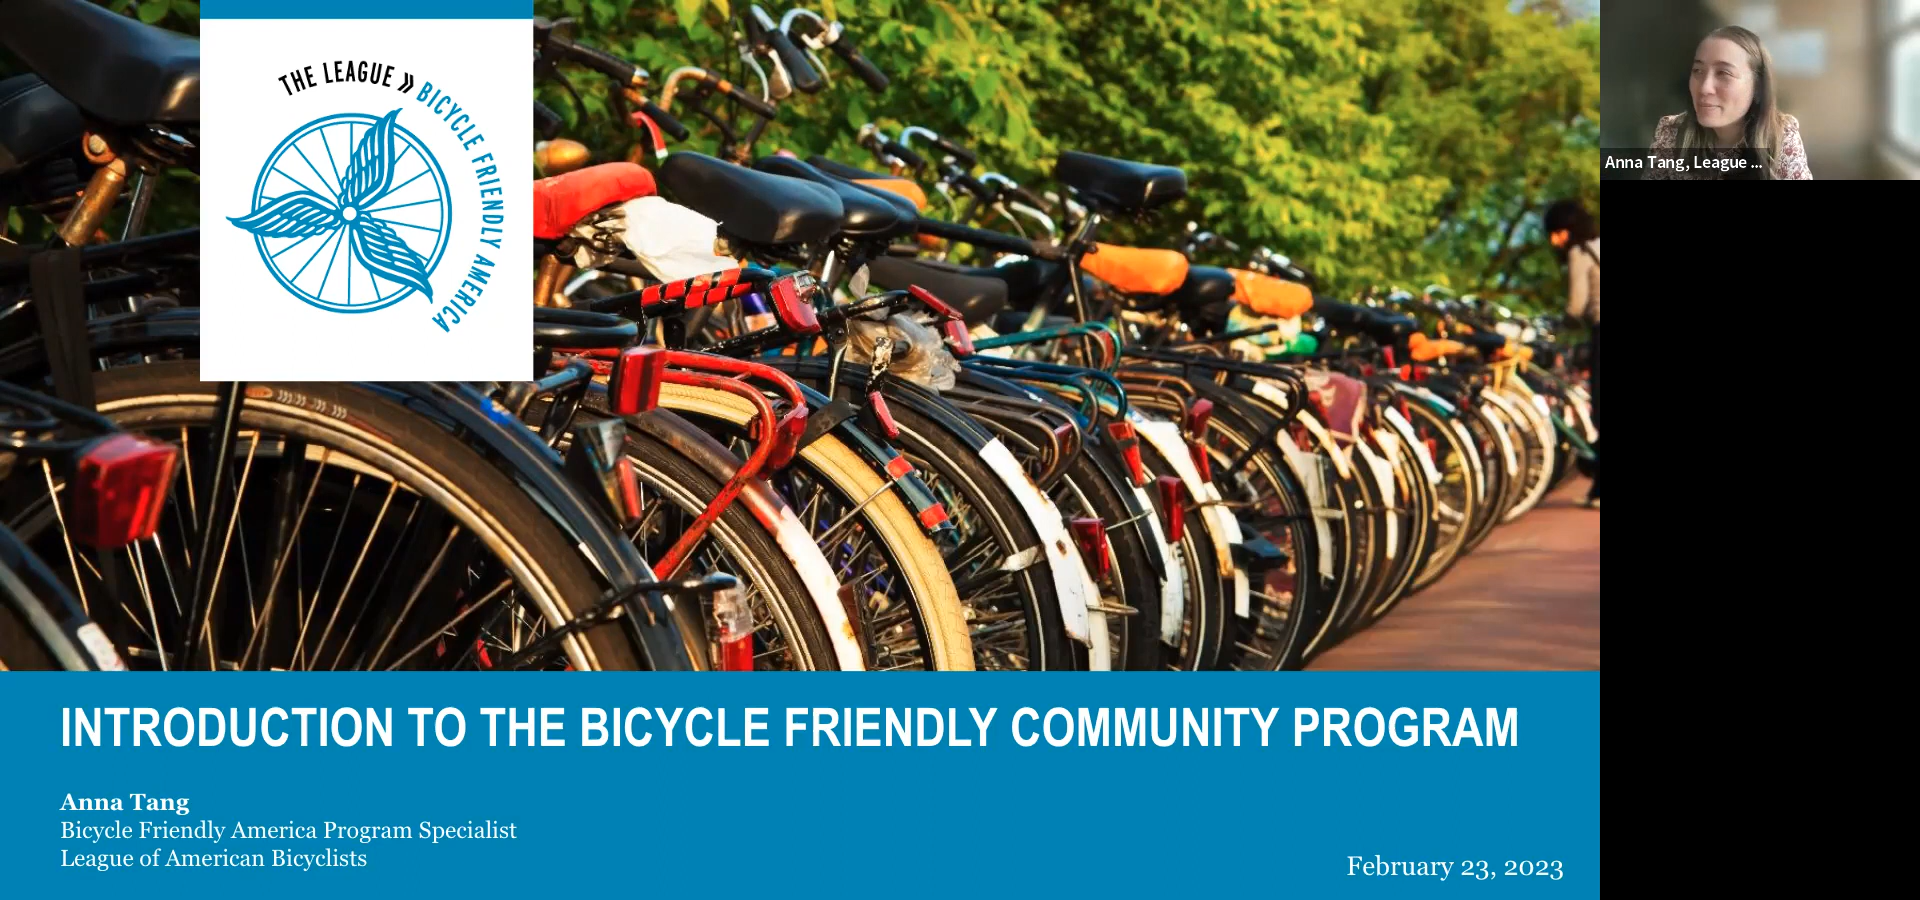 THE LEAGUE » BICYCLE FRIENDLY AMERICA
Anna Tang, League ...
INTRODUCTION TO THE BICYCLE FRIENDLY COMMUNITY PROGRAM
Anna Tang
Bicycle Friendly America Program Specialist
League of American Bicyclists
February 23, 2023